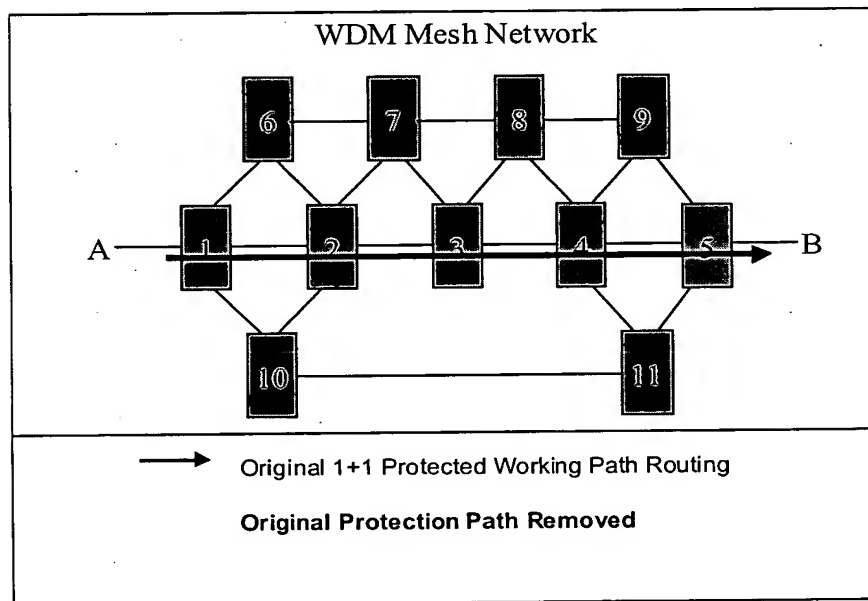 WDM Mesh Network
6 7 8 9
A 1 2 3 4 5 B
10 11
Original 1+1 Protected Working Path Routing
Original Protection Path Removed